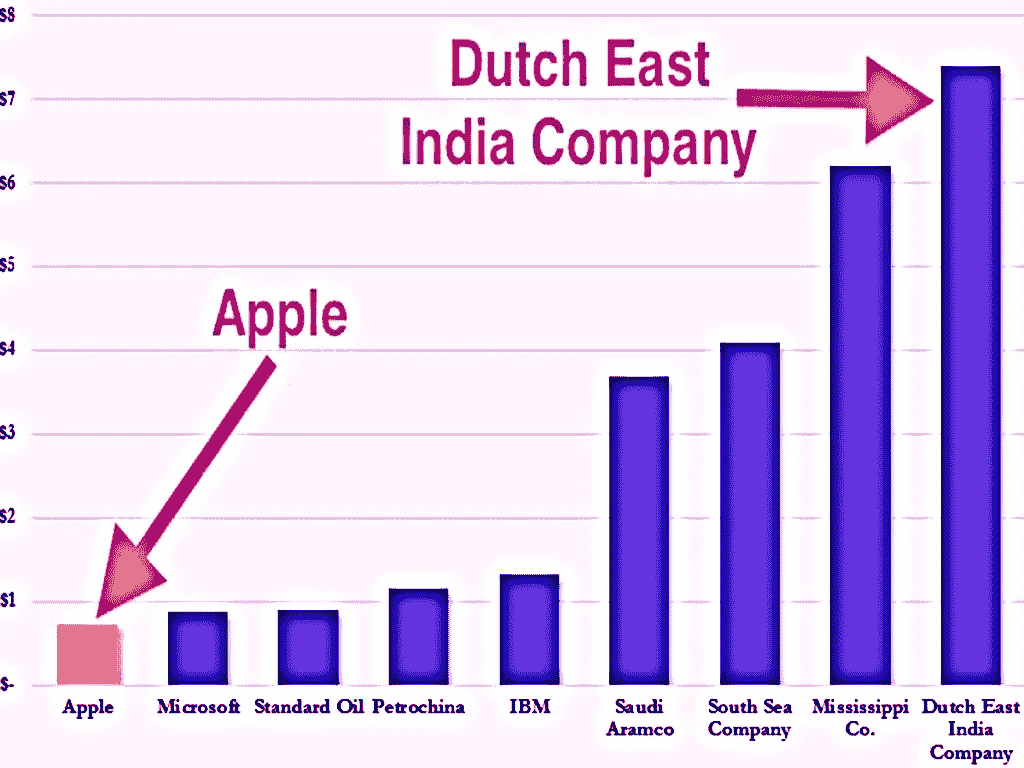 $8
$7
$6
$5
$4
$3
$2
$1
$-
Dutch East
India Company
Apple
Apple
Microsoft
Standard Oil
Petrochina
IBM
Saudi
Aramco
South Sea
Company
Mississippi
Co.
Dutch East
India
Company